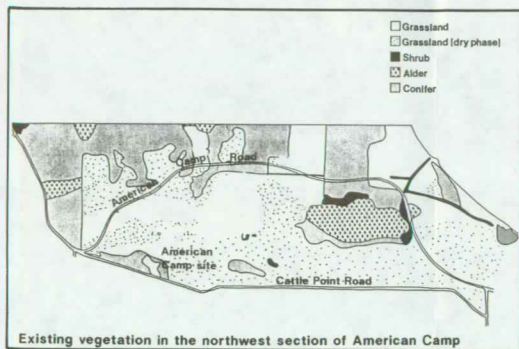 Grassland
Grassland (dry phase)
Shrub
Alder
Conifer
American Camp Road
American
Camp site
Cattle Point Road
Existing vegetation in the northwest section of American Camp